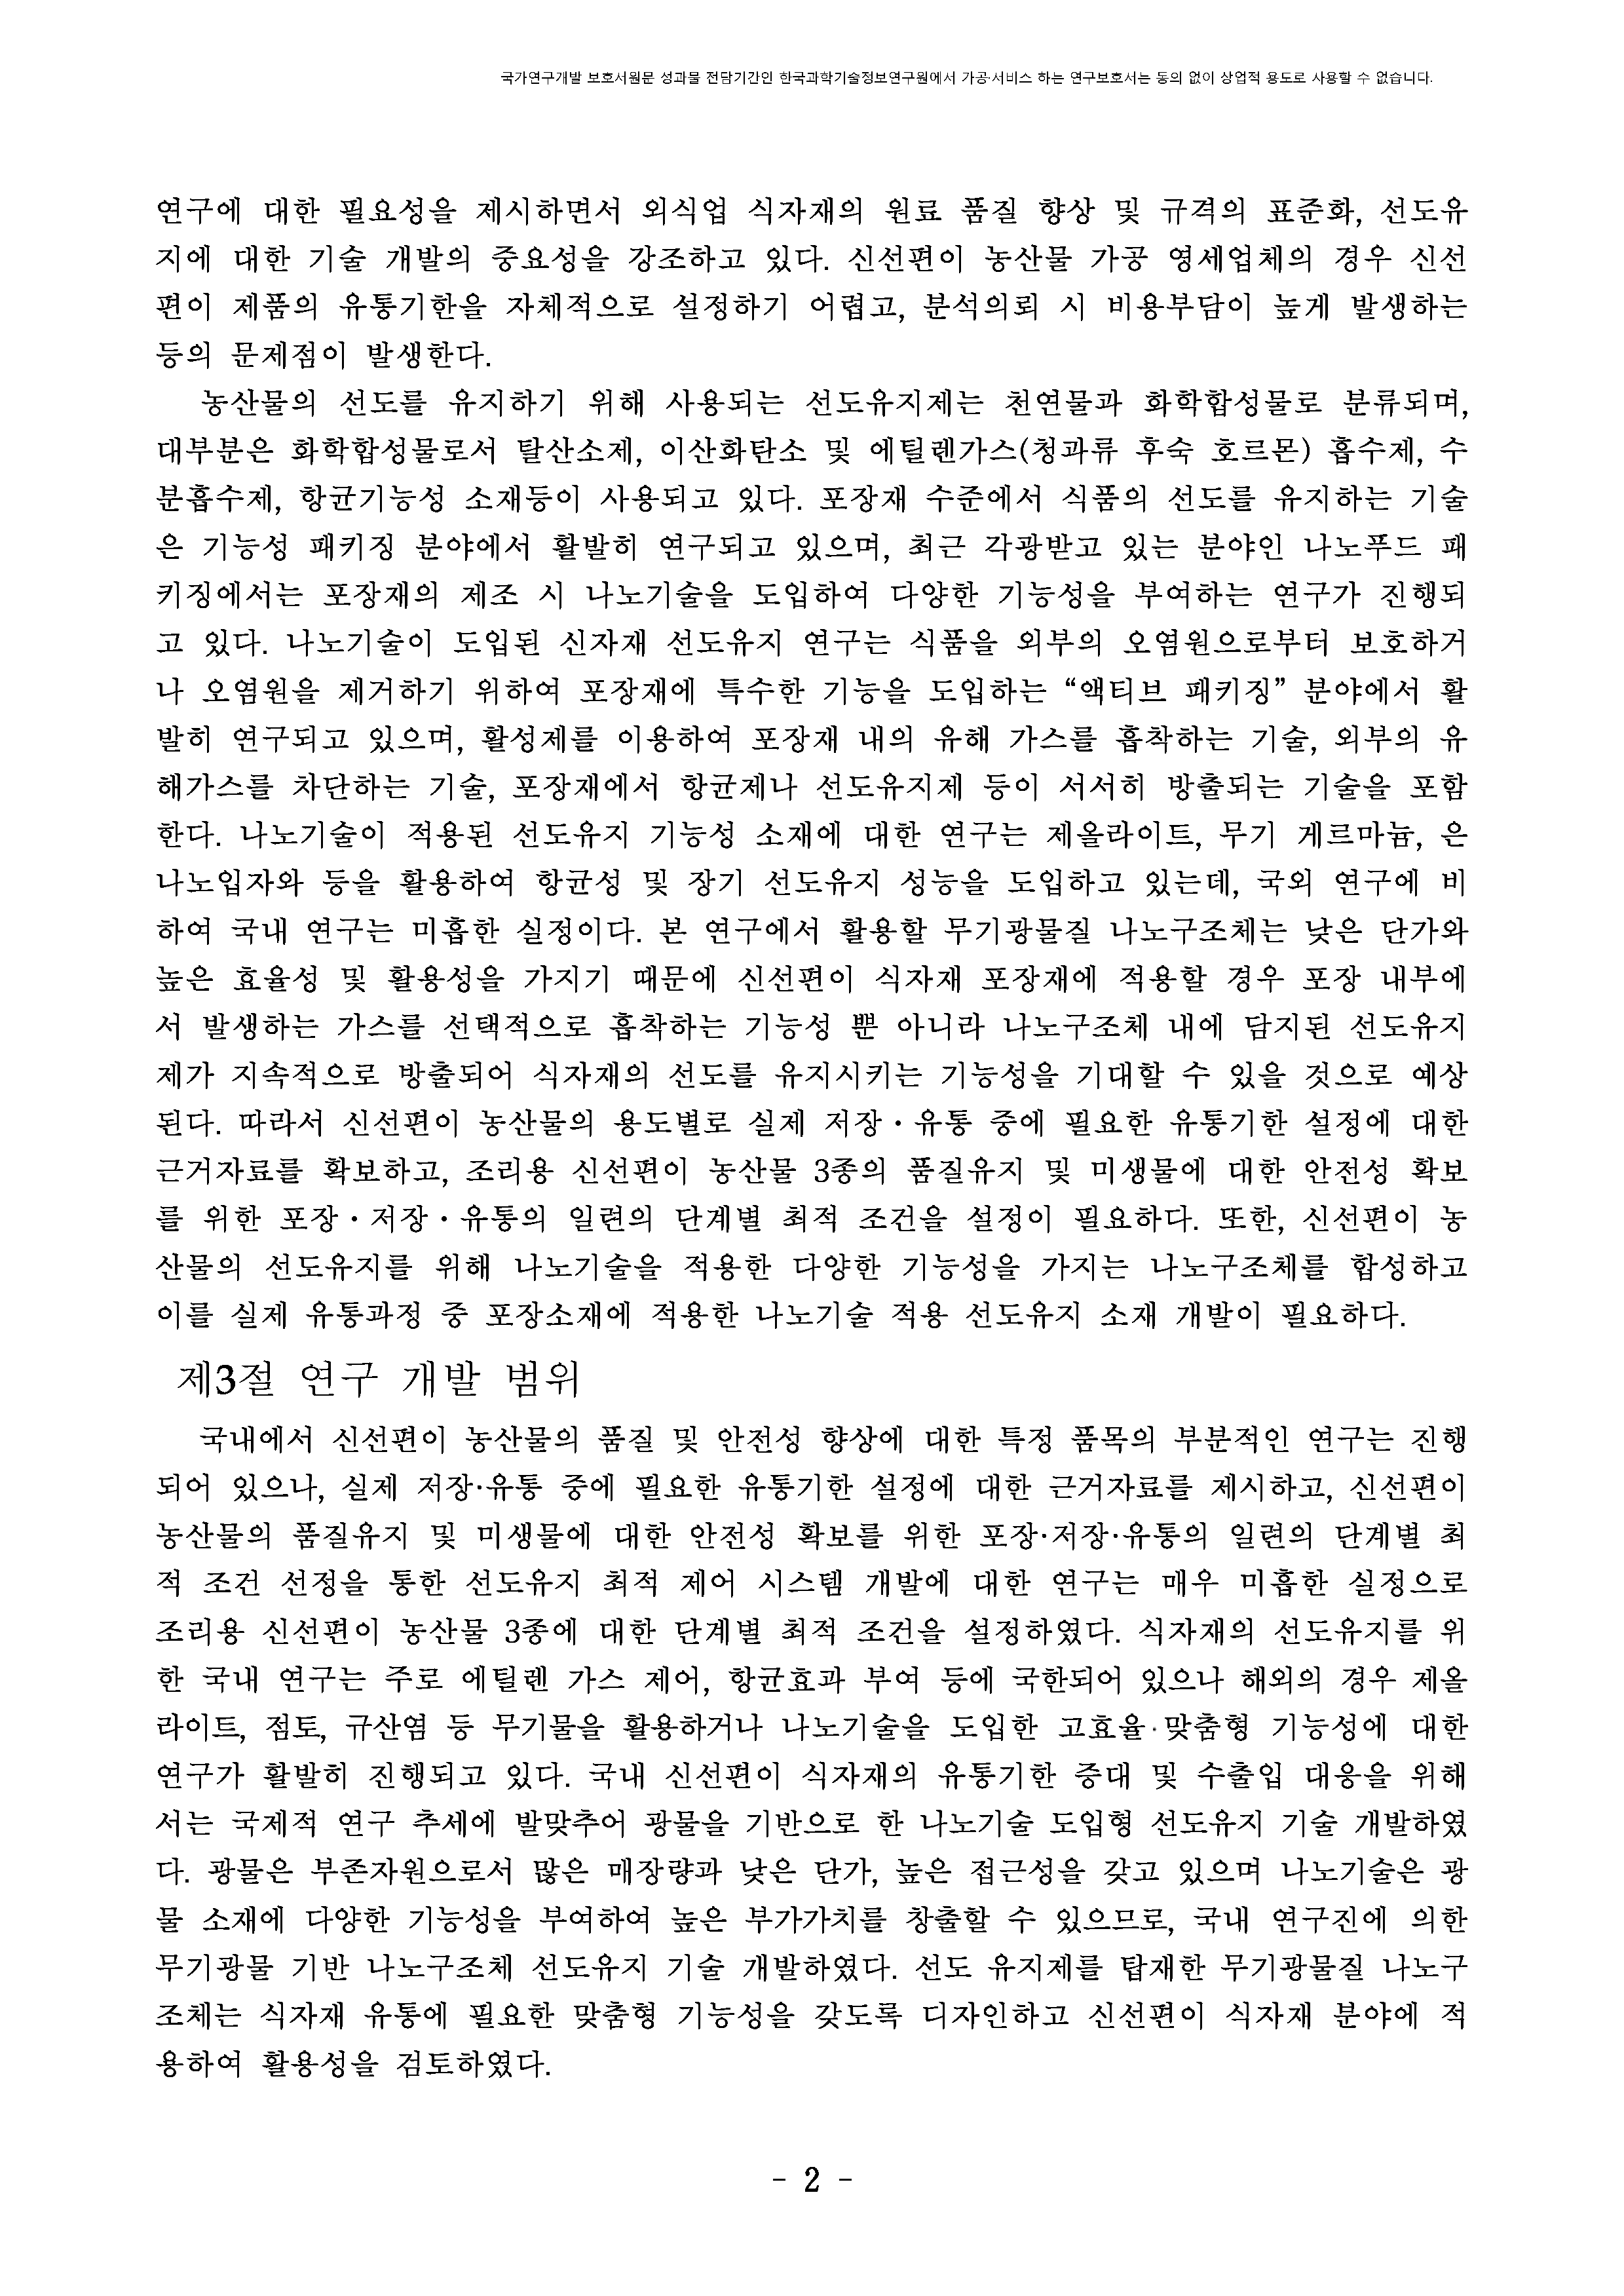 국가연구개발 보호서원문 성과물 전담기간인 한국과학기술정보연구원에서 가공·서비스 하는 연구보호서는 동의 없이 상업적 용도로 사용할 수 없습니다.
연구에 대한 필요성을 제시하면서 외식업 식자재의 원료 품질 향상 및 규격의 표준화, 선도유
지에 대한 기술 개발의 중요성을 강조하고 있다. 신선편이 농산물 가공 영세업체의 경우 신선
편이 제품의 유통기한을 자체적으로 설정하기 어렵고, 분석의뢰 시 비용부담이 높게 발생하는
등의 문제점이 발생한다.
농산물의 선도를 유지하기 위해 사용되는 선도유지제는 천연물과 화학합성물로 분류되며,
대부분은 화학합성물로서 탈산소제, 이산화탄소 및 에틸렌가스(청과류 후숙 호르몬) 흡수제, 수
분흡수제, 항균기능성 소재등이 사용되고 있다. 포장재 수준에서 식품의 선도를 유지하는 기술
은 기능성 패키징 분야에서 활발히 연구되고 있으며, 최근 각광받고 있는 분야인 나노푸드 패
키징에서는 포장재의 제조 시 나노기술을 도입하여 다양한 기능성을 부여하는 연구가 진행되
고 있다. 나노기술이 도입된 신자재 선도유지 연구는 식품을 외부의 오염원으로부터 보호하거
나 오염원을 제거하기 위하여 포장재에 특수한 기능을 도입하는 “액티브 패키징” 분야에서 활
발히 연구되고 있으며, 활성제를 이용하여 포장재 내의 유해 가스를 흡착하는 기술, 외부의 유
해가스를 차단하는 기술, 포장재에서 항균제나 선도유지제 등이 서서히 방출되는 기술을 포함
한다. 나노기술이 적용된 선도유지 기능성 소재에 대한 연구는 제올라이트, 무기 게르마늄, 은
나노입자와 등을 활용하여 항균성 및 장기 선도유지 성능을 도입하고 있는데, 국외 연구에 비
하여 국내 연구는 미흡한 실정이다. 본 연구에서 활용할 무기광물질 나노구조체는 낮은 단가와
높은 효율성 및 활용성을 가지기 때문에 신선편이 식자재 포장재에 적용할 경우 포장 내부에
서 발생하는 가스를 선택적으로 흡착하는 기능성 뿐 아니라 나노구조체 내에 담지된 선도유지
제가 지속적으로 방출되어 식자재의 선도를 유지시키는 기능성을 기대할 수 있을 것으로 예상
된다. 따라서 신선편이 농산물의 용도별로 실제 저장・유통 중에 필요한 유통기한 설정에 대한
근거자료를 확보하고, 조리용 신선편이 농산물 3종의 품질유지 및 미생물에 대한 안전성 확보
를 위한 포장・저장・유통의 일련의 단계별 최적 조건을 설정이 필요하다. 또한, 신선편이 농
산물의 선도유지를 위해 나노기술을 적용한 다양한 기능성을 가지는 나노구조체를 합성하고
이를 실제 유통과정 중 포장소재에 적용한 나노기술 적용 선도유지 소재 개발이 필요하다.
제3절 연구 개발 범위
국내에서 신선편이 농산물의 품질 및 안전성 향상에 대한 특정 품목의 부분적인 연구는 진행
되어 있으나, 실제 저장·유통 중에 필요한 유통기한 설정에 대한 근거자료를 제시하고, 신선편이
농산물의 품질유지 및 미생물에 대한 안전성 확보를 위한 포장·저장·유통의 일련의 단계별 최
적 조건 선정을 통한 선도유지 최적 제어 시스템 개발에 대한 연구는 매우 미흡한 실정으로
조리용 신선편이 농산물 3종에 대한 단계별 최적 조건을 설정하였다. 식자재의 선도유지를 위
한 국내 연구는 주로 에틸렌 가스 제어, 항균효과 부여 등에 국한되어 있으나 해외의 경우 제올
라이트, 점토, 규산염 등 무기물을 활용하거나 나노기술을 도입한 고효율·맞춤형 기능성에 대한
연구가 활발히 진행되고 있다. 국내 신선편이 식자재의 유통기한 증대 및 수출입 대응을 위해
서는 국제적 연구 추세에 발맞추어 광물을 기반으로 한 나노기술 도입형 선도유지 기술 개발하였
다. 광물은 부존자원으로서 많은 매장량과 낮은 단가, 높은 접근성을 갖고 있으며 나노기술은 광
물 소재에 다양한 기능성을 부여하여 높은 부가가치를 창출할 수 있으므로, 국내 연구진에 의한
무기광물 기반 나노구조체 선도유지 기술 개발하였다. 선도 유지제를 탑재한 무기광물질 나노구
조체는 식자재 유통에 필요한 맞춤형 기능성을 갖도록 디자인하고 신선편이 식자재 분야에 적
용하여 활용성을 검토하였다.
- 2 -